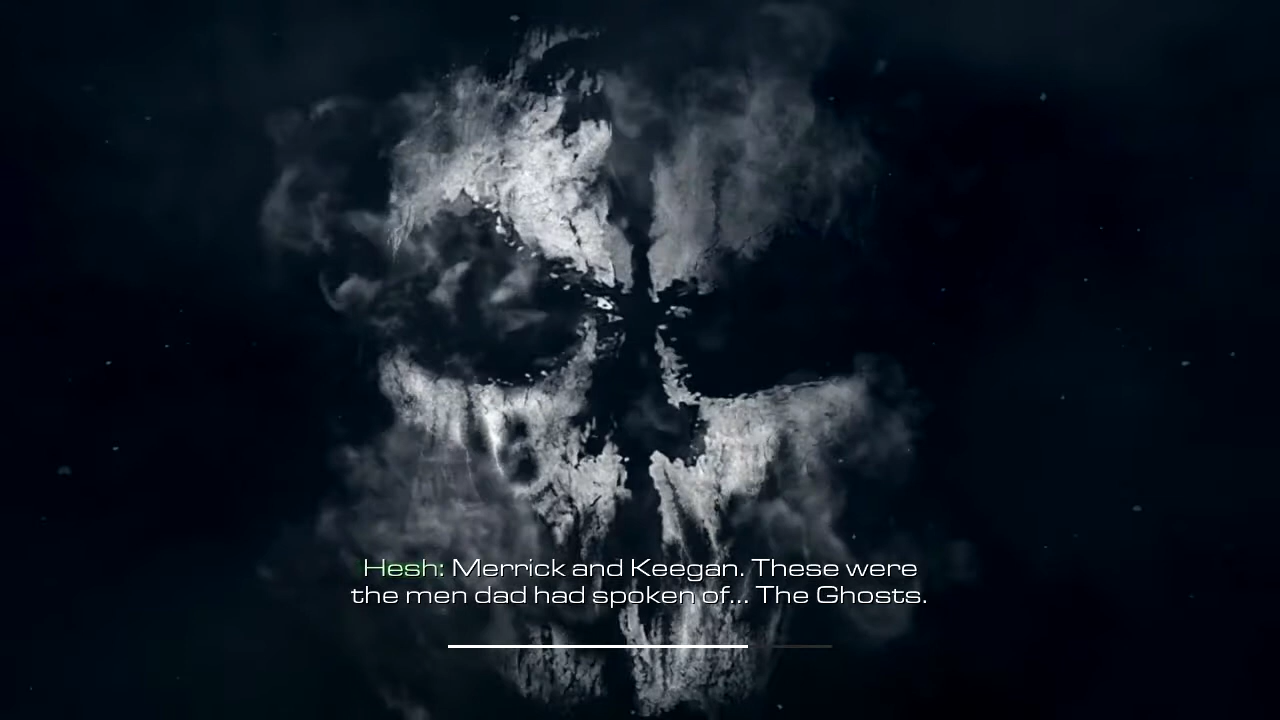 Hesh: Merrick and Keegan. These were
the men dad had spoken of... The Ghosts.